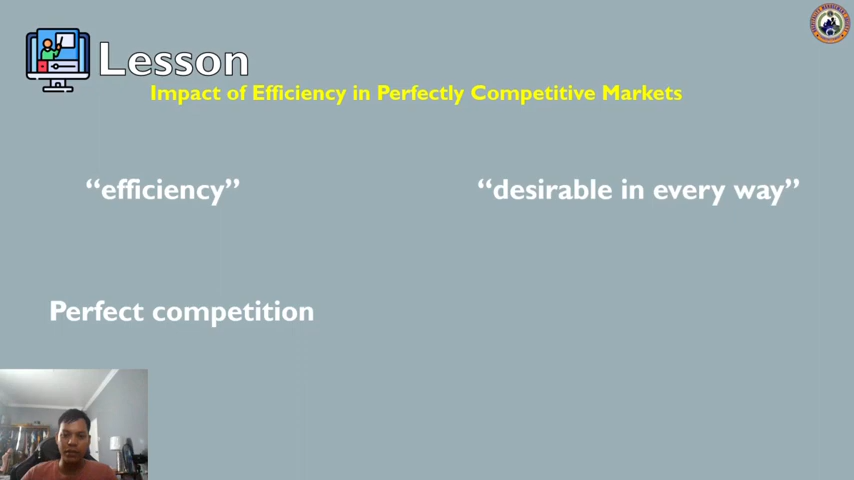 Lesson
Impact of Efficiency in Perfectly Competitive Markets
“efficiency”
“desirable in every way”
Perfect competition